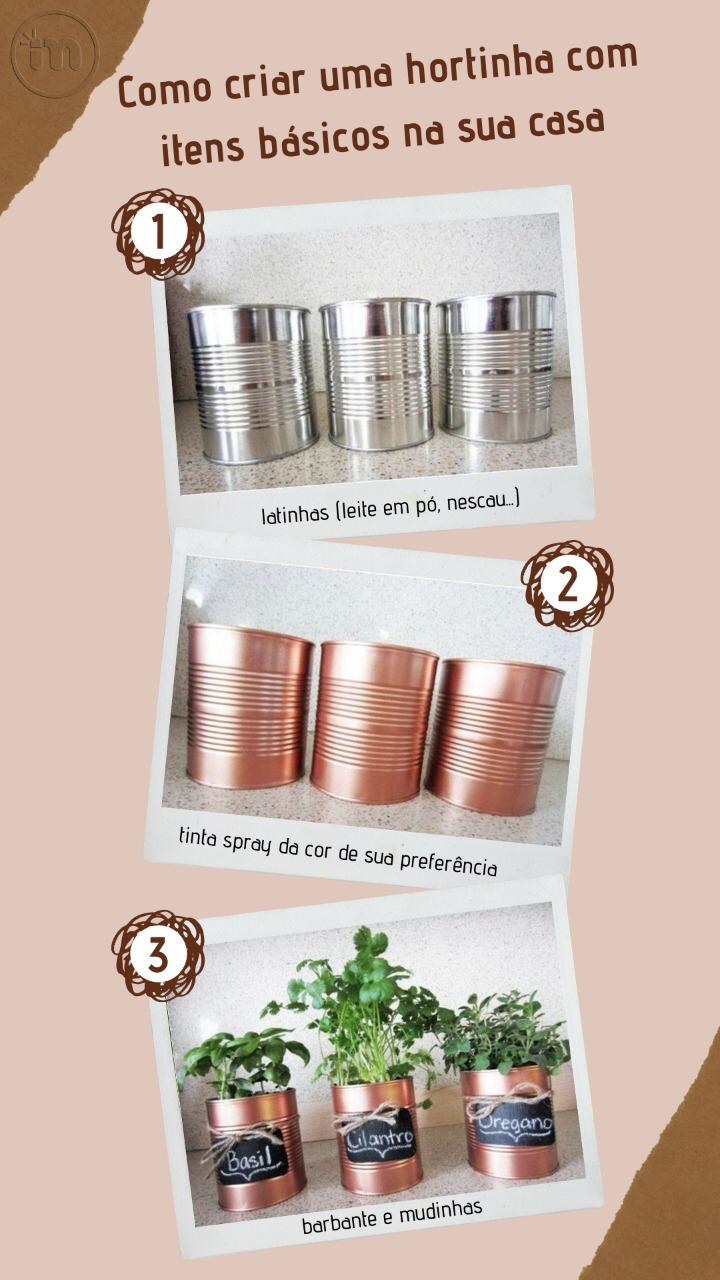 im
Como criar uma hortinha com
itens básicos na sua casa
1
latinhas (leite em pó, nescau...)
2
tinta spray da cor de sua preferência
3
Basil
Cilantro
Oregano
barbante e mudinhas